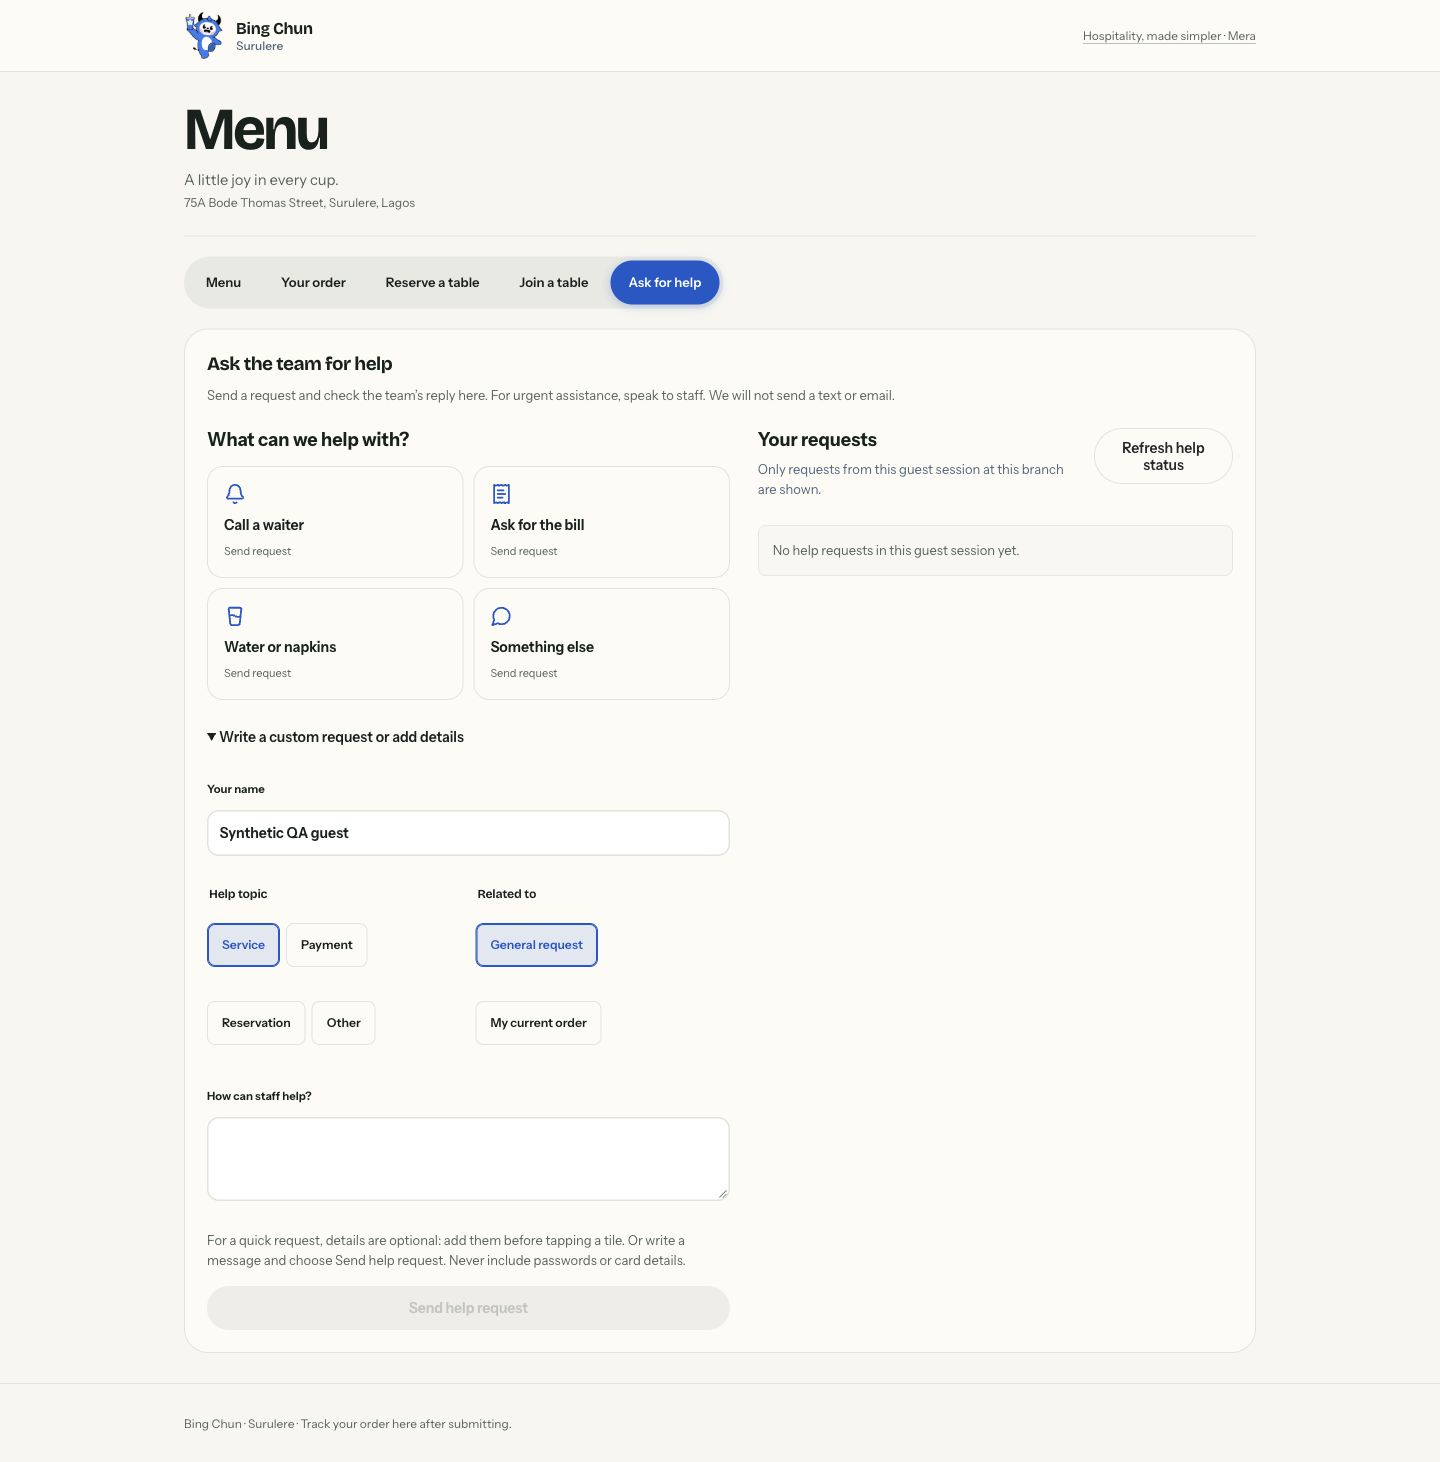 Bing Chun
Surulere
Hospitality, made simpler · Mera
Menu
A little joy in every cup.
75A Bode Thomas Street, Surulere, Lagos
Menu
Your order
Reserve a table
Join a table
Ask for help
Ask the team for help
Send a request and check the team’s reply here. For urgent assistance, speak to staff. We will not send a text or email.
What can we help with?
Call a waiter
Send request
Ask for the bill
Send request
Water or napkins
Send request
Something else
Send request
Write a custom request or add details
Your name
Synthetic QA guest
Help topic
Service
Payment
Reservation
Other
Related to
General request
My current order
How can staff help?
For a quick request, details are optional: add them before tapping a tile. Or write a
message and choose Send help request. Never include passwords or card details.
Send help request
Your requests
Only requests from this guest session at this branch
are shown.
Refresh help
status
No help requests in this guest session yet.
Bing Chun · Surulere · Track your order here after submitting.